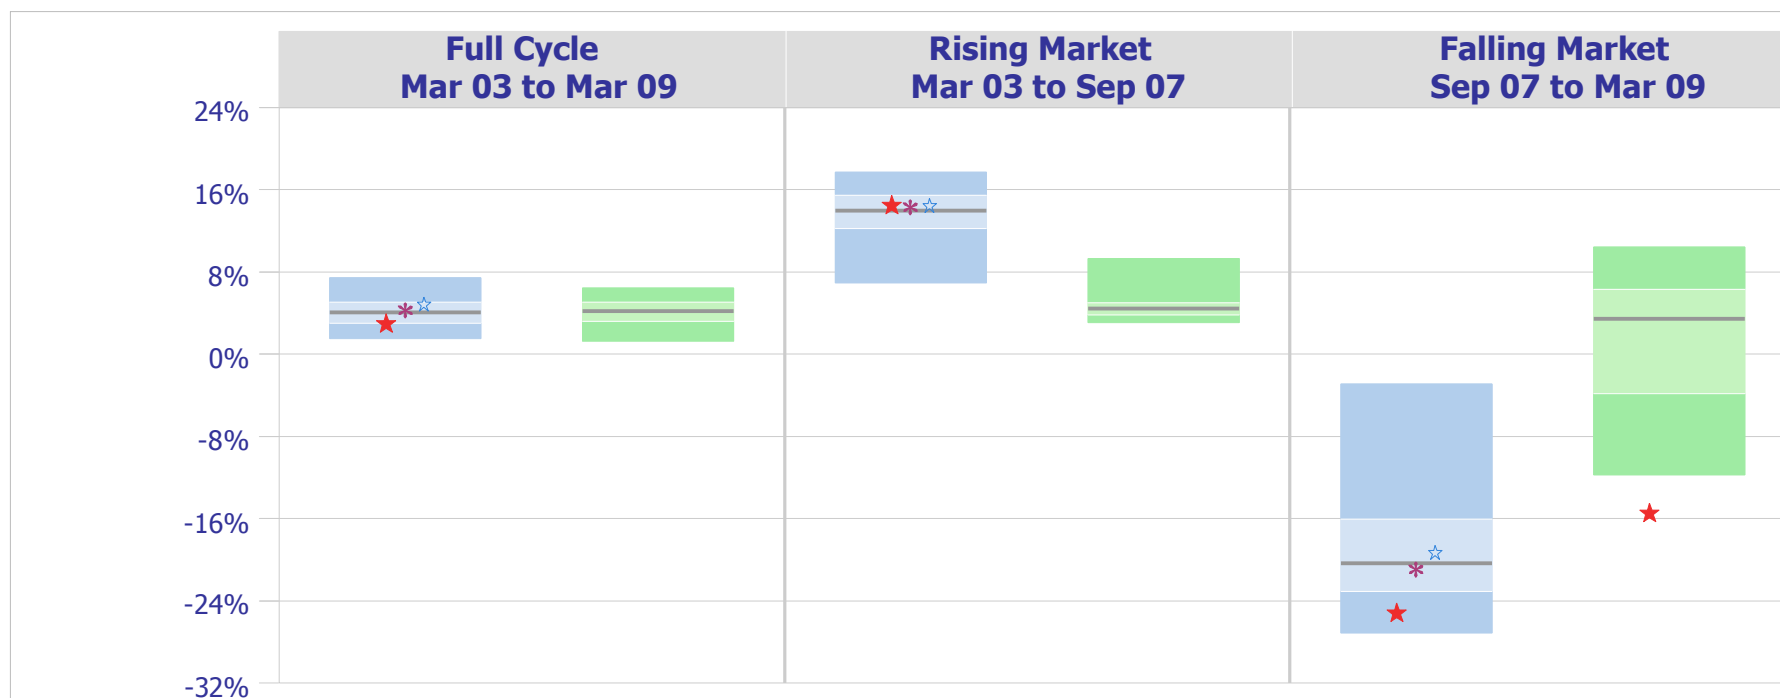 Full Cycle
Mar 03 to Mar 09
Rising Market
Mar 03 to Sep 07
Falling Market
Sep 07 to Mar 09
24%
16%
8%
0%
-8%
-16%
-24%
-32%